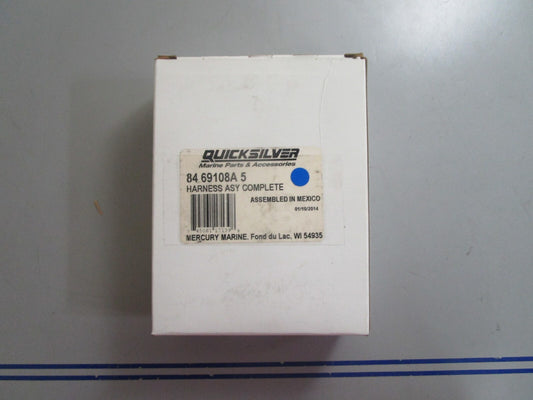 QUICKSILVER
Marine Parts & Accessories
84 69108A 5
HARNESS ASY COMPLETE
ASSEMBLED IN MEXICO
01/10/2014
MERCURY MARINE, Fond du Lac, WI 54935